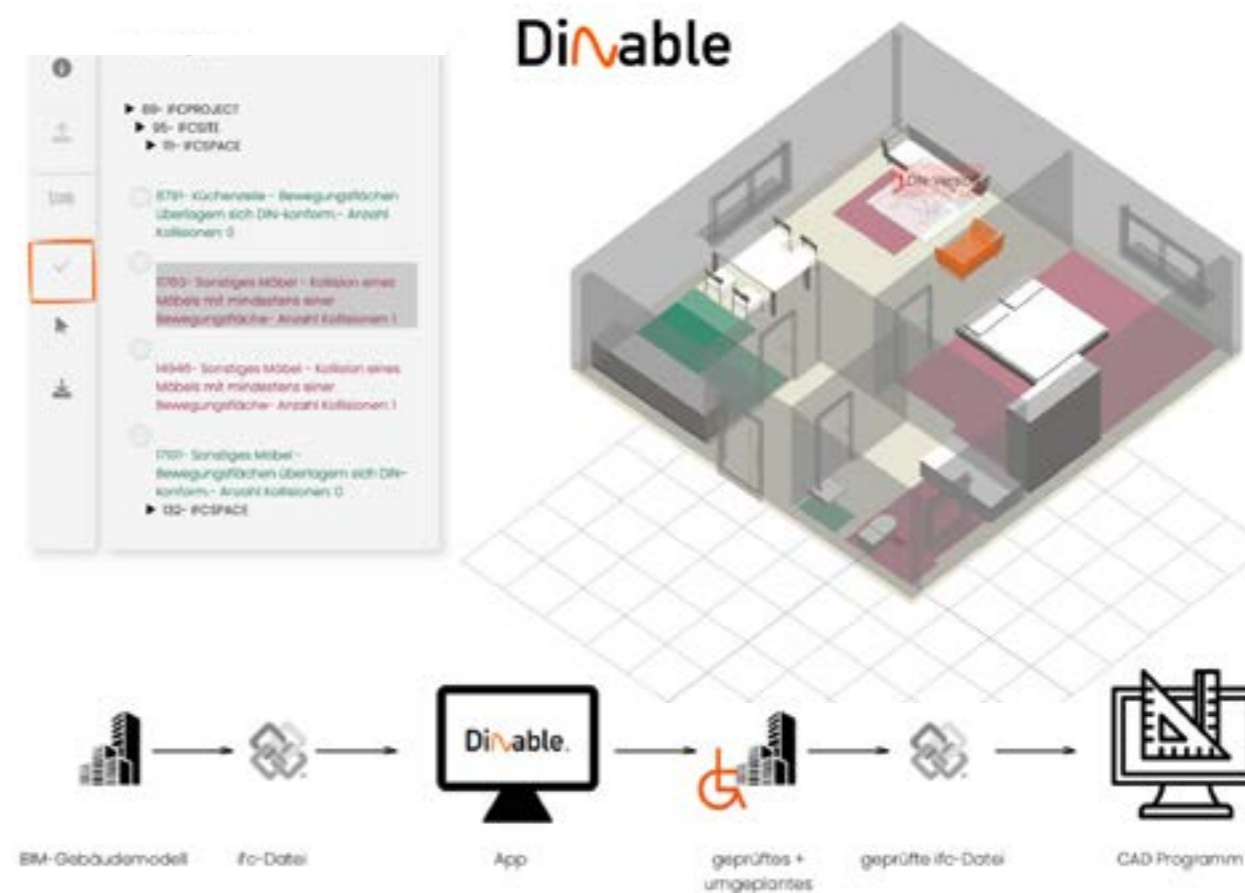 DiNable
▶ 89- IFCPROJECT
▶ 95- IFCSITE
▶ 111- IFCSPACE
Küchenzeile - Bewegungsflächen
überlagern sich DIN-konform.- Anzahl
Kollisionen: 0
Sonstiges Möbel - Kollision eines
Möbels mit mindestens einer
Bewegungsfläche- Anzahl Kollisionen: 1
14946- Sonstiges Möbel - Kollision eines
Möbels mit mindestens einer
Bewegungsfläche- Anzahl Kollisionen: 1
Sonstiges Möbel -
Bewegungsflächen überlagern sich DIN-
konform.- Anzahl Kollisionen: 0
▶ 132- IFCSPACE
DIN-Version
DiNable.
BIM-Gebäudemodell
ifc-Datei
App
geprüftes +
umgeplantes
geprüfte ifc-Datei
CAD Programm